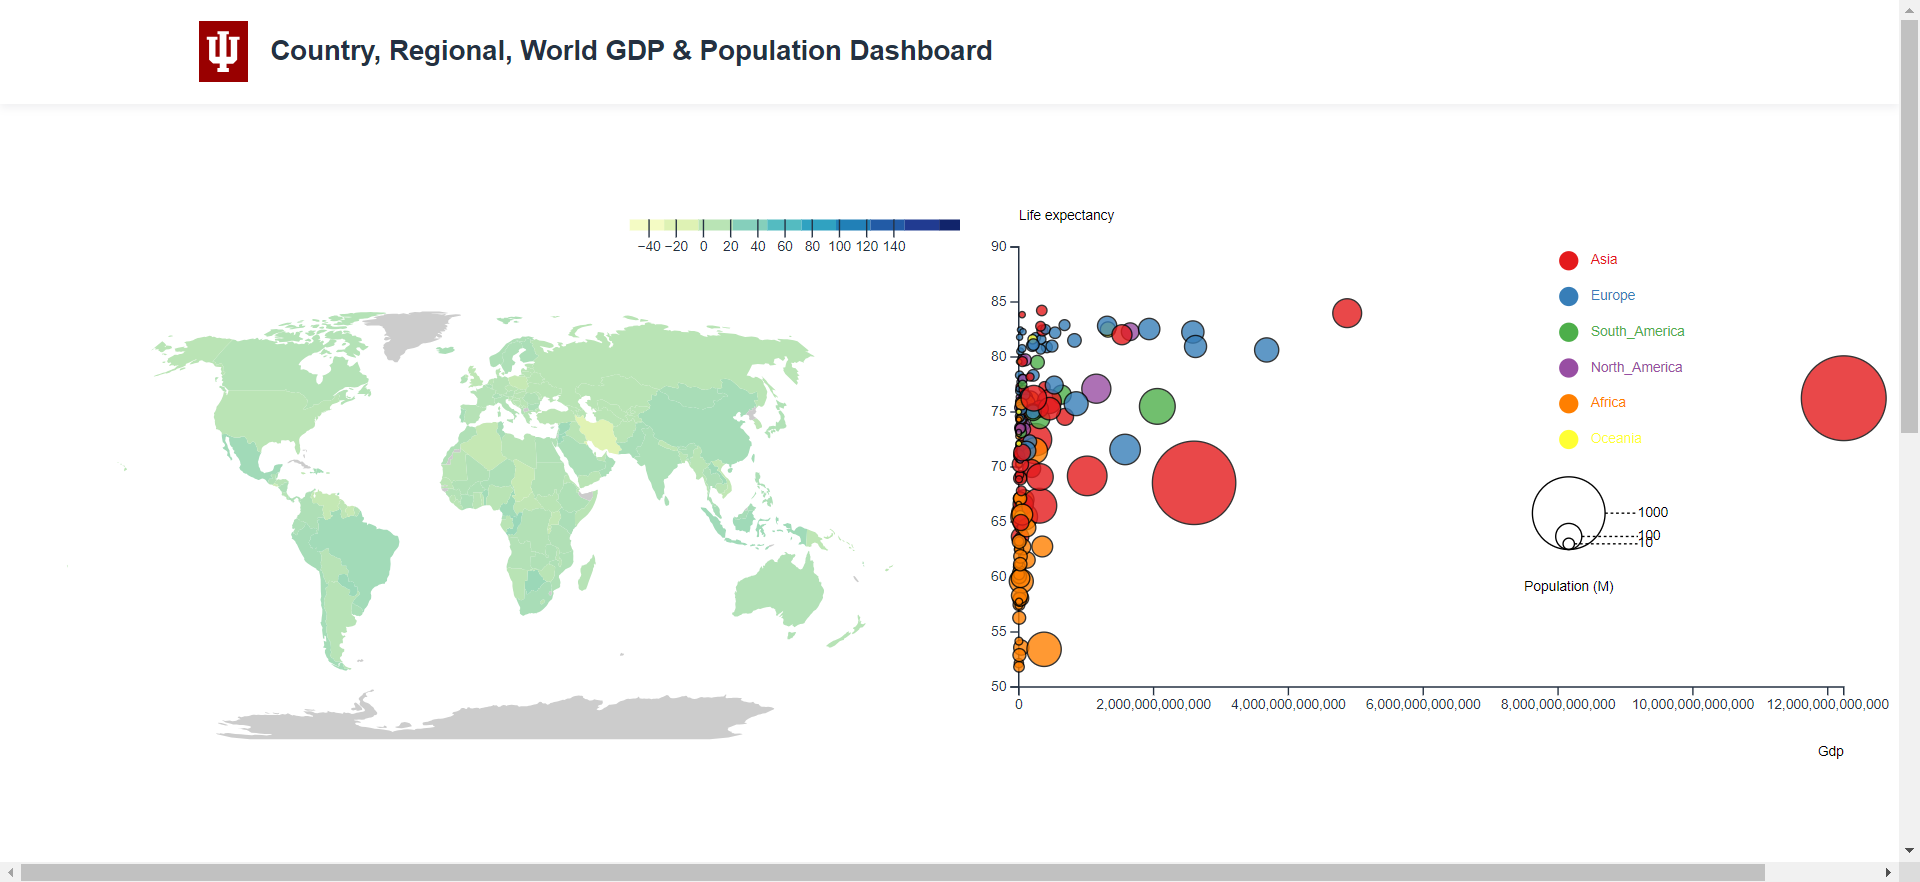 Country, Regional, World GDP & Population Dashboard
−40 −20 0 20 40 60 80 100 120 140
Life expectancy
90
85
80
75
70
65
60
55
50
0 2,000,000,000,000 4,000,000,000,000 6,000,000,000,000 8,000,000,000,000 10,000,000,000,000 12,000,000,000,000
Gdp
Asia
Europe
South_America
North_America
Africa
Oceania
1000
100
10
Population (M)